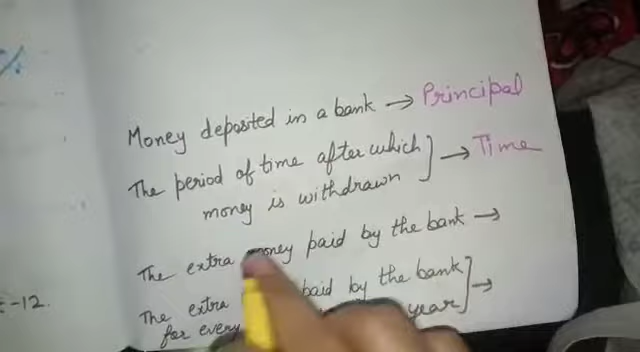 Money deposited in a bank → Principal
The period of time after which
money is withdrawn] → Time
The extra money paid by the bank →
The extra paid by the bank
for every year] →
= -12.